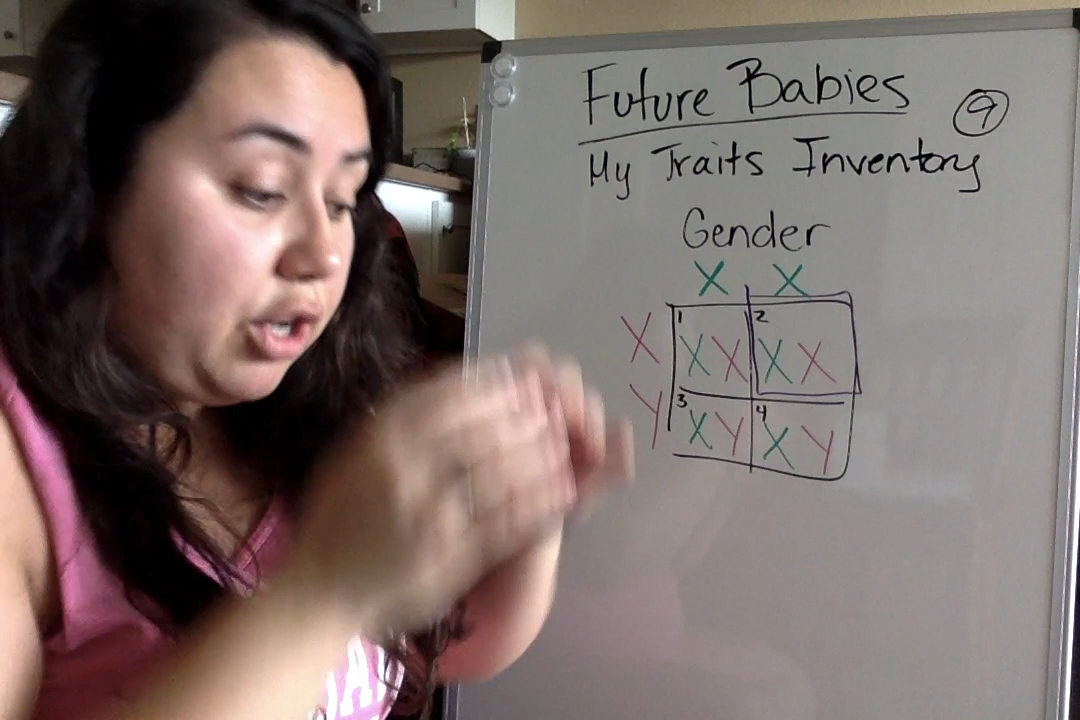 Future Babies 9
My Traits Inventory
Gender
X X
X 1 X X 2 X X
Y 3 X Y 4 X Y